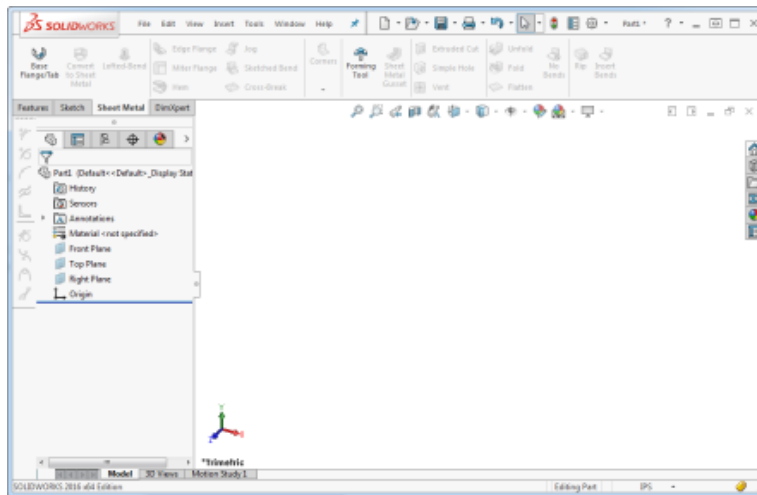 SOLIDWORKS File Edit View Insert Tools Window Help Part1 ?
Base Flange/Tab Convert to Sheet Metal Lofted-Bend Edge Flange Miter Flange Hem Jog Sketched Bend Cross-Break Corners Forming Tool Sheet Metal Gusset Extruded Cut Simple Hole Vent Unfold Fold Flatten No Bends Rip Insert Bends
Features Sketch Sheet Metal DimXpert
Part1 (Default<<Default>_Display Stat
History
Sensors
Annotations
Material <not specified>
Front Plane
Top Plane
Right Plane
Origin
*Trimetric
Model 3D Views Motion Study 1
SOLIDWORKS 2016 x64 Edition Editing Part IPS